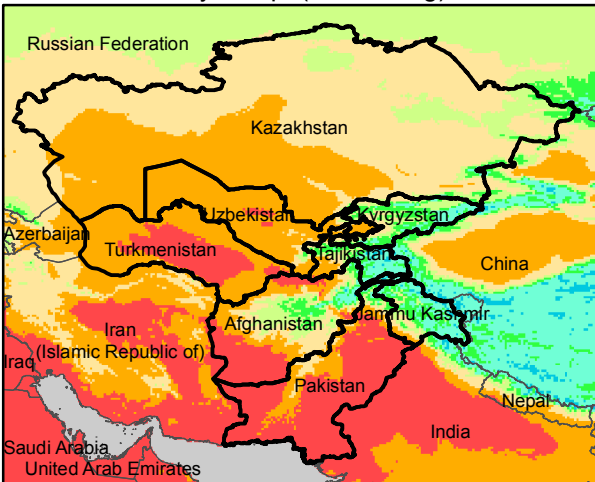 Russian Federation
Kazakhstan
Uzbekistan
Kyrgyzstan
Azerbaijan
Turkmenistan
Tajikistan
China
Afghanistan
Jammu Kashmir
Iran
(Islamic Republic of)
Iraq
Pakistan
Nepal
India
Saudi Arabia
United Arab Emirates